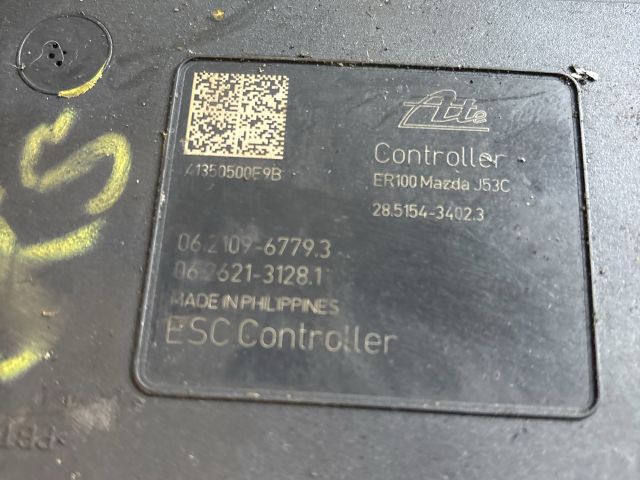 Ate
Controller
ER100 Mazda J53C
28.5154-3402.3
41350500E9B
06.2109-6779.3
06.2621-3128.1
MADE IN PHILIPPINES
ESC Controller